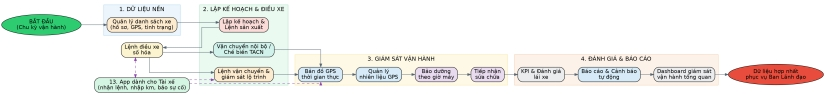 BẮT ĐẦU
(Chu kỳ vận hành)
1. DỮ LIỆU NỀN
Quản lý danh sách xe
(hồ sơ, GPS, tình trạng)
2. LẬP KẾ HOẠCH & ĐIỀU XE
Lập kế hoạch &
Lệnh sản xuất
Lệnh điều xe
số hóa
Vận chuyển nội bộ /
Chế biến TACN
13. App dành cho Tài xế
(nhận lệnh, nhập km, báo sự cố)
Lệnh vận chuyển &
giám sát lộ trình
3. GIÁM SÁT VẬN HÀNH
Bản đồ GPS
thời gian thực
Quản lý
nhiên liệu GPS
Bảo dưỡng
theo giờ máy
Tiếp nhận
sửa chữa
4. ĐÁNH GIÁ & BÁO CÁO
KPI & Đánh giá
lái xe
Báo cáo & Cảnh báo
tự động
Dashboard giám sát
vận hành tổng quan
Dữ liệu hợp nhất
phục vụ Ban Lãnh đạo